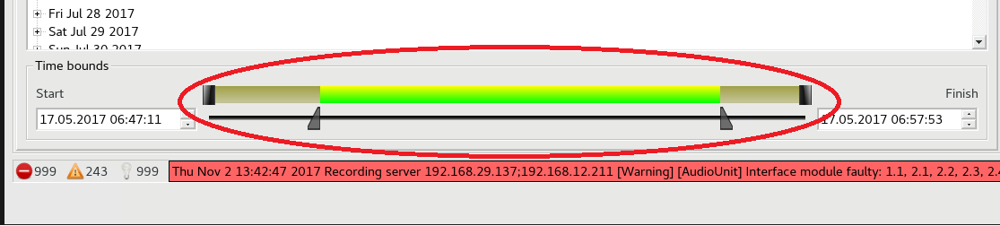 Fri Jul 28 2017
Sat Jul 29 2017
Sun Jul 30 2017
Time bounds
Start
Finish
17.05.2017 06:47:11
17.05.2017 06:57:53
999
243
999
Thu Nov 2 13:42:47 2017 Recording server 192.168.29.137;192.168.12.211 [Warning] [AudioUnit] Interface module faulty: 1.1, 2.1, 2.2, 2.3, 2.4